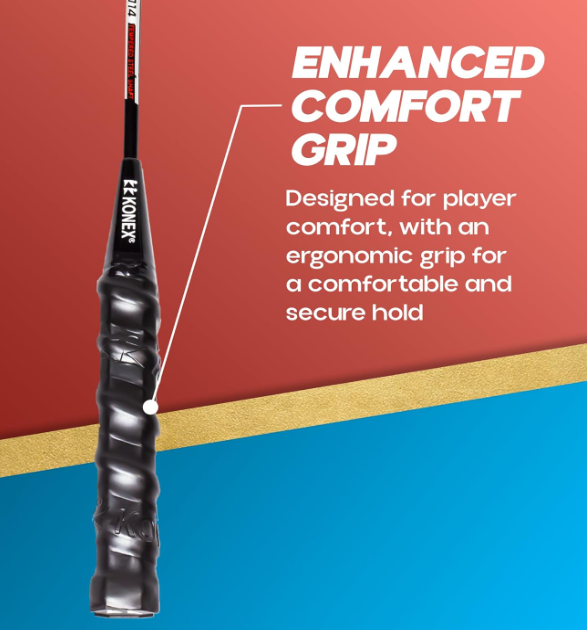 ENHANCED
COMFORT
GRIP
Designed for player
comfort, with an
ergonomic grip for
a comfortable and
secure hold
KONEX®